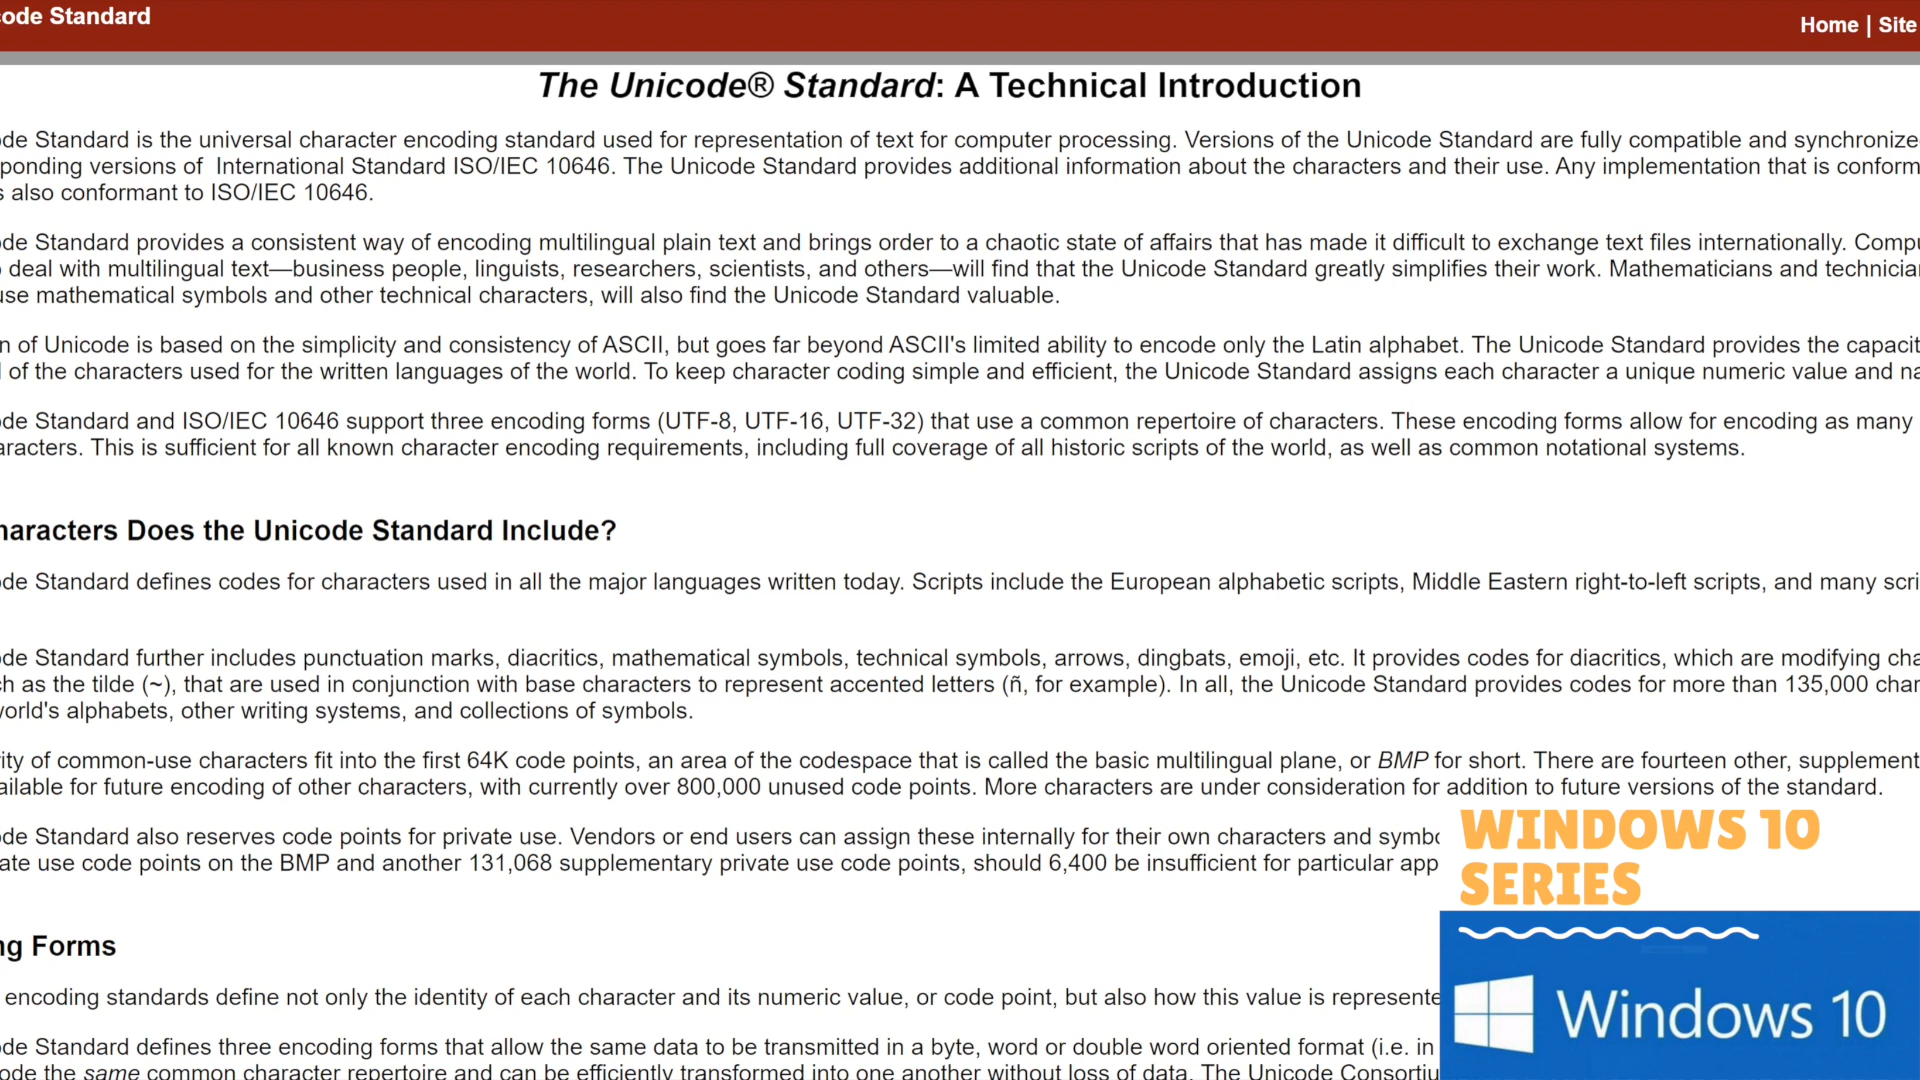 ode Standard
Home | Site
The Unicode® Standard: A Technical Introduction
de Standard is the universal character encoding standard used for representation of text for computer processing. Versions of the Unicode Standard are fully compatible and synchronize
ponding versions of International Standard ISO/IEC 10646. The Unicode Standard provides additional information about the characters and their use. Any implementation that is conform
s also conformant to ISO/IEC 10646.
de Standard provides a consistent way of encoding multilingual plain text and brings order to a chaotic state of affairs that has made it difficult to exchange text files internationally. Compu
deal with multilingual text—business people, linguists, researchers, scientists, and others—will find that the Unicode Standard greatly simplifies their work. Mathematicians and technicia
use mathematical symbols and other technical characters, will also find the Unicode Standard valuable.
n of Unicode is based on the simplicity and consistency of ASCII, but goes far beyond ASCII's limited ability to encode only the Latin alphabet. The Unicode Standard provides the capacit
l of the characters used for the written languages of the world. To keep character coding simple and efficient, the Unicode Standard assigns each character a unique numeric value and na
de Standard and ISO/IEC 10646 support three encoding forms (UTF-8, UTF-16, UTF-32) that use a common repertoire of characters. These encoding forms allow for encoding as many
aracters. This is sufficient for all known character encoding requirements, including full coverage of all historic scripts of the world, as well as common notational systems.
haracters Does the Unicode Standard Include?
de Standard defines codes for characters used in all the major languages written today. Scripts include the European alphabetic scripts, Middle Eastern right-to-left scripts, and many scri
de Standard further includes punctuation marks, diacritics, mathematical symbols, technical symbols, arrows, dingbats, emoji, etc. It provides codes for diacritics, which are modifying cha
h as the tilde (~), that are used in conjunction with base characters to represent accented letters (ñ, for example). In all, the Unicode Standard provides codes for more than 135,000 char
vorld's alphabets, other writing systems, and collections of symbols.
ity of common-use characters fit into the first 64K code points, an area of the codespace that is called the basic multilingual plane, or BMP for short. There are fourteen other, supplement
ailable for future encoding of other characters, with currently over 800,000 unused code points. More characters are under consideration for addition to future versions of the standard.
de Standard also reserves code points for private use. Vendors or end users can assign these internally for their own characters and symbo
ate use code points on the BMP and another 131,068 supplementary private use code points, should 6,400 be insufficient for particular app
WINDOWS 10
SERIES
ng Forms
encoding standards define not only the identity of each character and its numeric value, or code point, but also how this value is represente
Windows 10
de Standard defines three encoding forms that allow the same data to be transmitted in a byte, word or double word oriented format (i.e. in
ode the same common character repertoire and can be efficiently transformed into one another without loss of data. The Unicode Consortiu